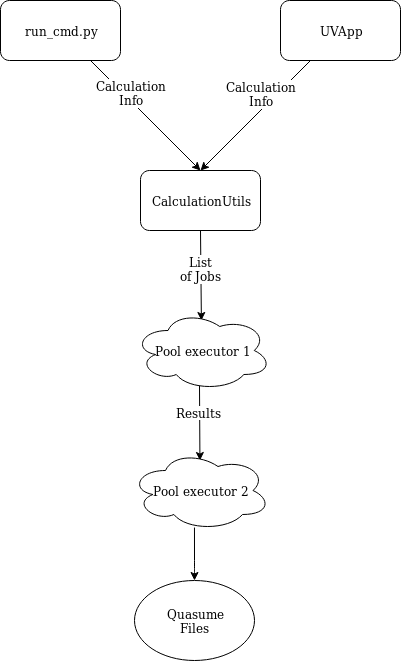 run_cmd.py
UVApp
Calculation
Info
Calculation
Info
CalculationUtils
List
of Jobs
Pool executor 1
Results
Pool executor 2
Quasume
Files